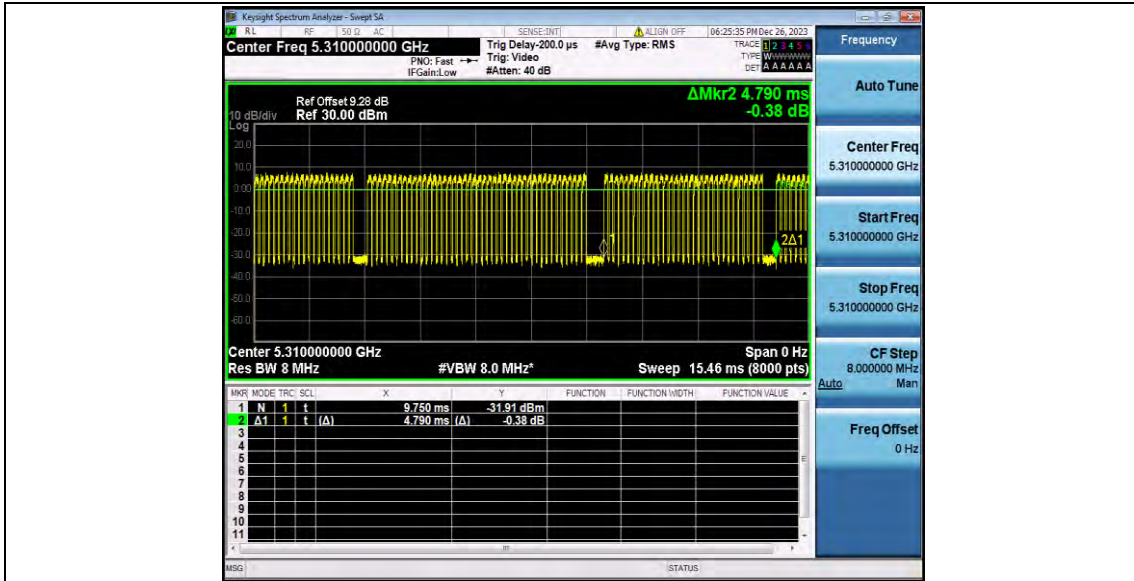 Keysight Spectrum Analyzer - Swept SA
RL RF 50 Ω AC SENSE:INT ALIGN OFF 06:25:35 PM Dec 26, 2023
Center Freq 5.310000000 GHz
PNO: Fast
IFGain:Low
Trig Delay-200.0 µs
Trig: Video
#Atten: 40 dB
#Avg Type: RMS
TRACE 1 2 3 4 5 6
TYPE W
DET A A A A A A
ΔMkr2 4.790 ms
-0.38 dB
Ref Offset 9.28 dB
10 dB/div Ref 30.00 dBm
Log
20.0
10.0
0.00
-10.0
-20.0
-30.0
-40.0
-50.0
-60.0
1
2Δ1
Center 5.310000000 GHz Span 0 Hz
Res BW 8 MHz #VBW 8.0 MHz* Sweep 15.46 ms (8000 pts)
MKR MODE TRC SCL X Y FUNCTION FUNCTION WIDTH FUNCTION VALUE
1 N 1 t 9.750 ms -31.91 dBm
2 Δ1 1 t (Δ) 4.790 ms (Δ) -0.38 dB
3
4
5
6
7
8
9
10
11
MSG STATUS
Frequency
Auto Tune
Center Freq
5.310000000 GHz
Start Freq
5.310000000 GHz
Stop Freq
5.310000000 GHz
CF Step
8.000000 MHz
Auto Man
Freq Offset
0 Hz